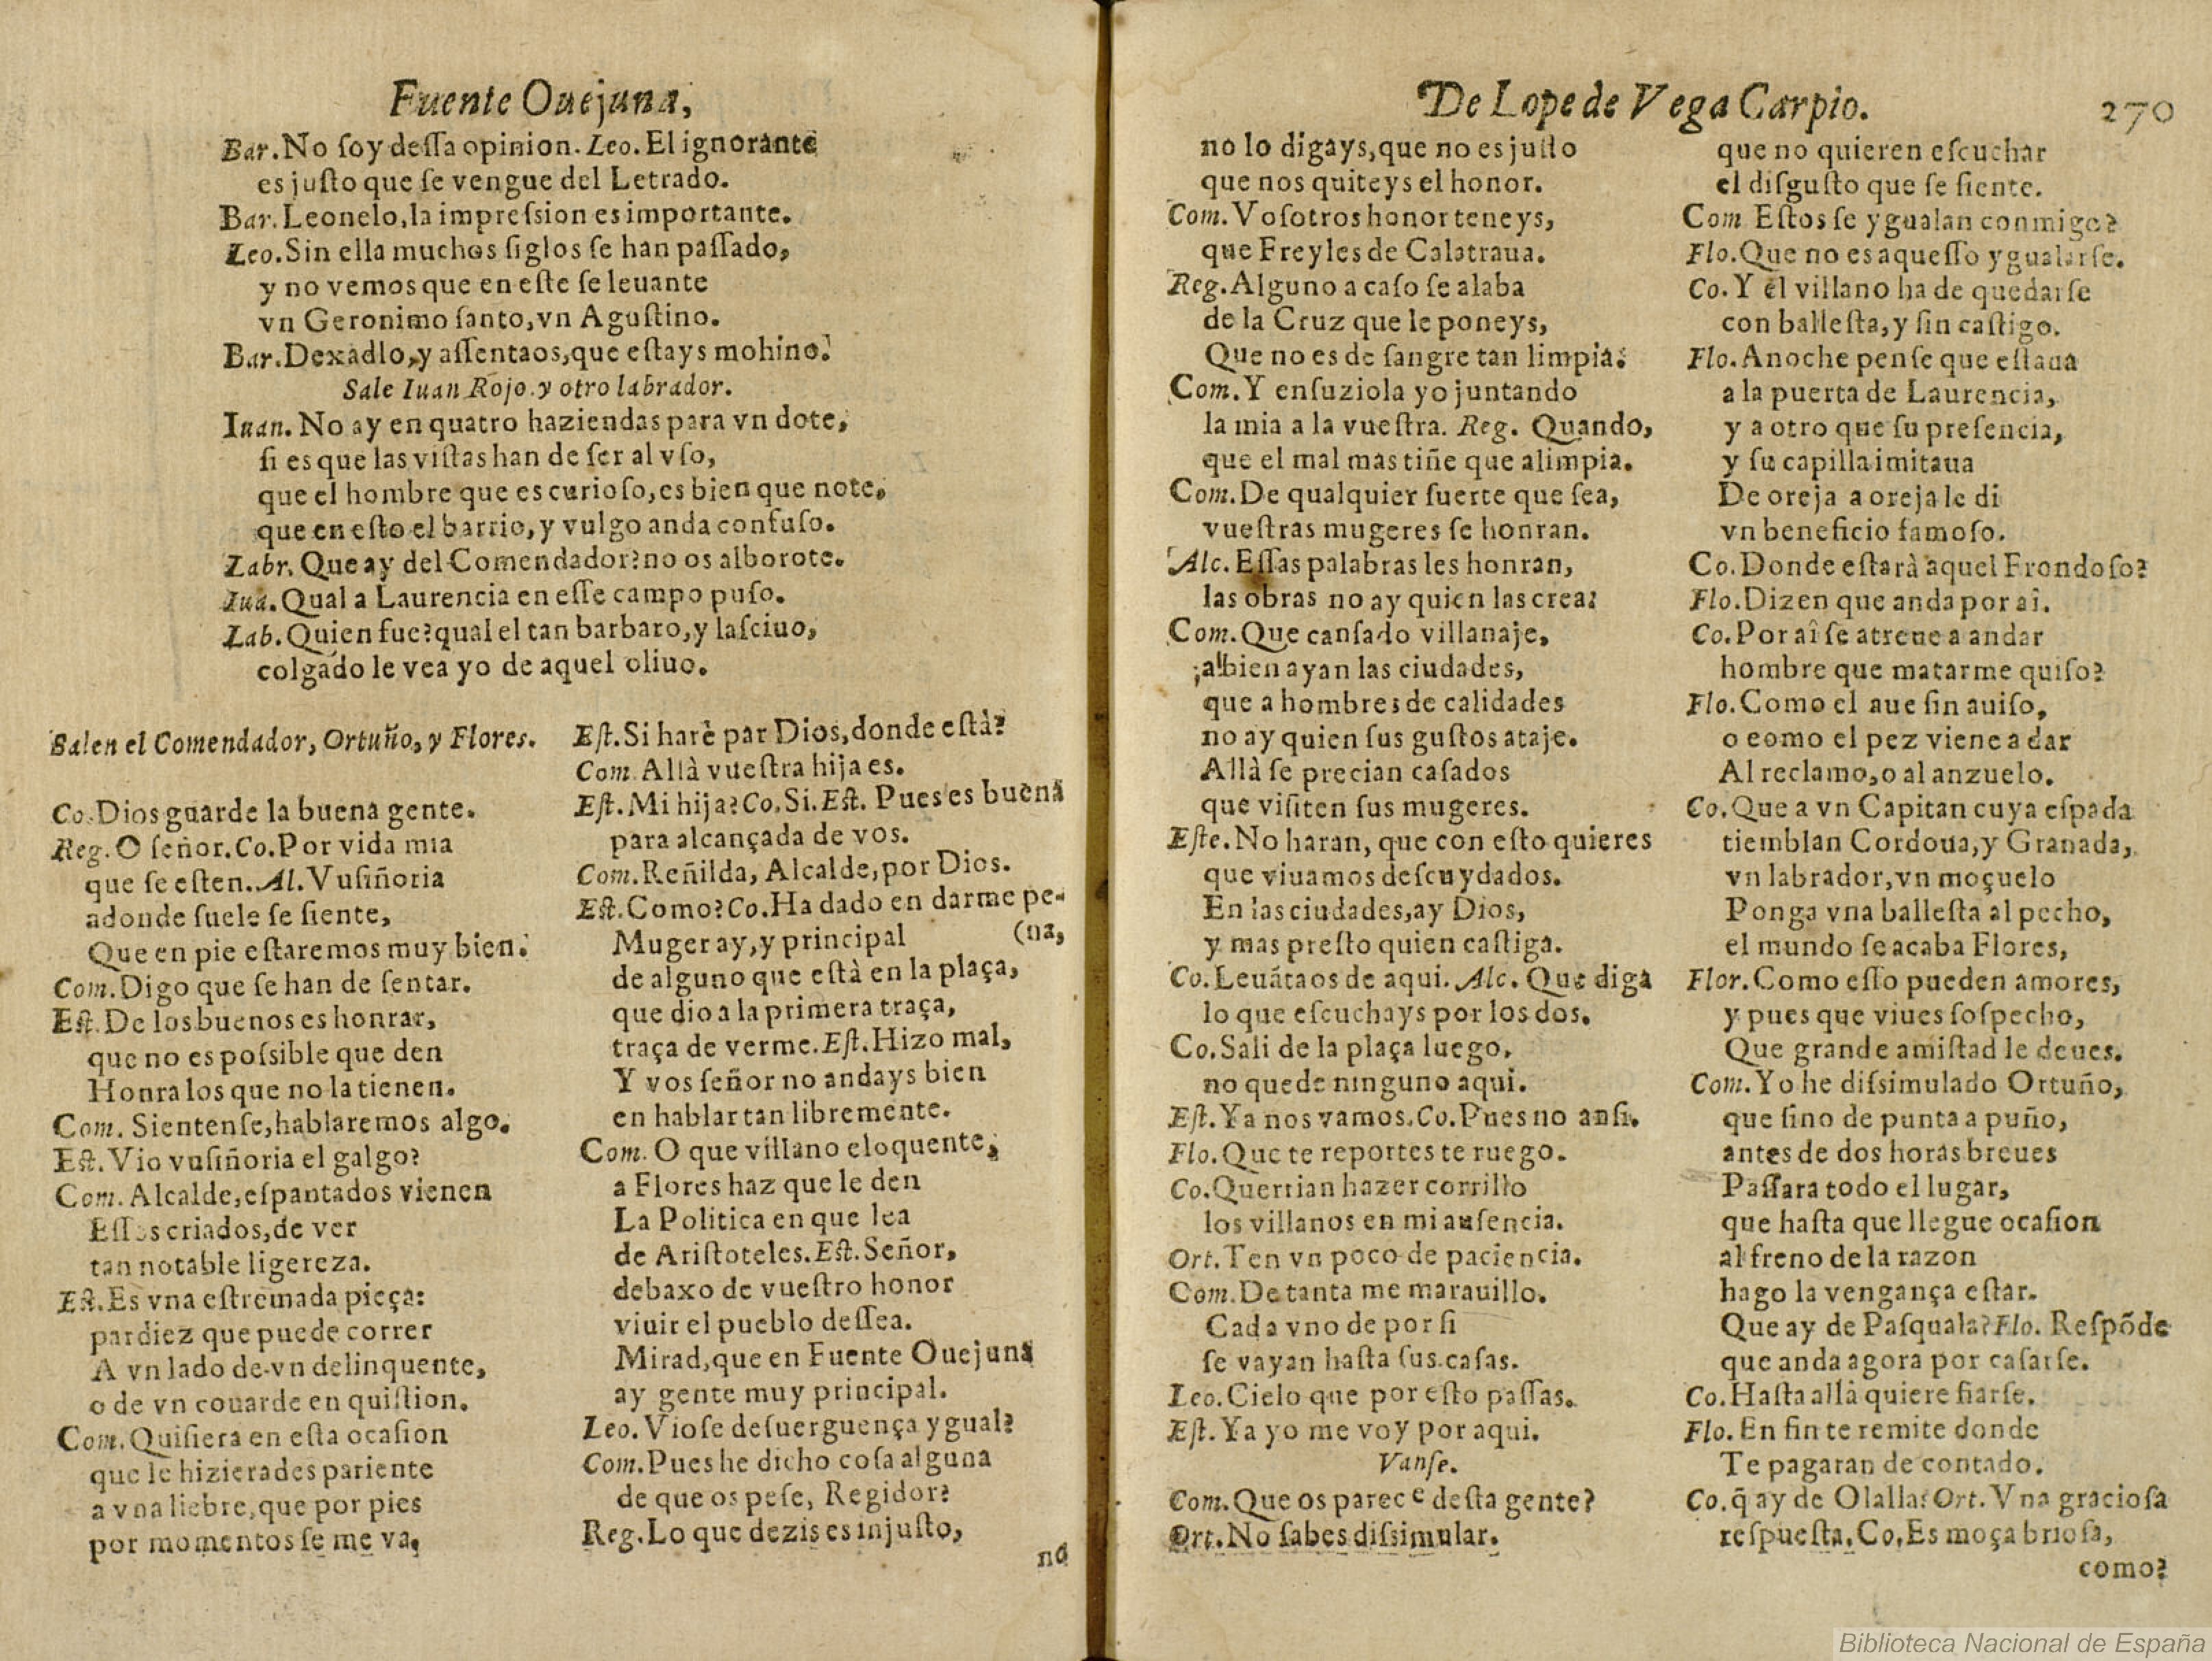 Fuente Ouejuna,
Bar.No ſoy deſſa opinion. Leo. El ignorante
es juſto que ſe vengue del Letrado.
Bar. Leonelo, la impreſsion es importante.
Leo. Sin ella muchos ſiglos ſe han paſſado,
y no vemos que en eſte ſe leuante
vn Geronimo ſanto, vn Aguſtino.
Bar. Dexadlo, y aſſentaos, que eſtays mohino.
Sale Iuan Rojo. y otro labrador.
Iuan. No ay en quatro haziendas para vn dote,
ſi es que las viſtas han de ſer al vſo,
que el hombre que es curioſo, es bien que note,
que en eſto el barrio, y vulgo anda confuſo.
Labr. Que ay del Comendador? no os alborote.
Iua. Qual a Laurencia en eſſe campo puſo.
Lab. Quien fue? qual el tan barbaro, y laſciuo,
colgado le vea yo de aquel oliuo.
Salen el Comendador, Ortuño, y Flores.
Co. Dios guarde la buena gente.
Reg. O ſeñor. Co. Por vida mia
que ſe eſten. Al. Vuſiñoria
adonde ſuele ſe ſiente,
Que en pie eſtaremos muy bien.
Com. Digo que ſe han de ſentar.
Eſt. De los buenos es honrar,
que no es poſsible que den
Honra los que no la tienen.
Com. Sientenſe, hablaremos algo.
Eſt. Vio vuſiñoria el galgo?
Com. Alcalde, eſpantados vienen
Eſſos criados, de ver
tan notable ligereza.
Eſt. Es vna eſtremada pieça:
pardiez que puede correr
A vn lado de vn delinquente,
o de vn couarde en quiſtion.
Com. Quiſiera en eſta ocaſion
que le hizierades pariente
a vna liebre, que por pies
por momentos ſe me va,
Eſt. Si harè par Dios, donde eſtà?
Com. Allà vueſtra hija es.
Eſt. Mi hija? Co. Si. Eſt. Pues es buena
para alcançada de vos.
Com. Reñilda, Alcalde, por Dios.
Eſt. Como? Co. Ha dado en darme pe-
(na,
Muger ay, y principal
de alguno que eſtà en la plaça,
que dio a la primera traça,
traça de verme. Eſt. Hizo mal,
Y vos ſeñor no andays bien
en hablar tan libremente.
Com. O que villano eloquente,
a Flores haz que le den
La Politica en que lea
de Ariſtoteles. Eſt. Señor,
debaxo de vueſtro honor
viuir el pueblo deſſea.
Mirad, que en Fuente Ouejuna
ay gente muy principal.
Leo. Vioſe deſuerguença ygual?
Com. Pues he dicho coſa alguna
de que os peſe, Regidor?
Reg. Lo que dezis es injuſto,
no
De Lope de Vega Carpio. 270
no lo digays, que no es juſto
que nos quiteys el honor.
Com. Voſotros honor teneys,
que Freyles de Calatraua.
Reg. Alguno a caſo ſe alaba
de la Cruz que le poneys,
Que no es de ſangre tan limpia.
Com. Y enſuziola yo juntando
la mia a la vueſtra. Reg. Quando,
que el mal mas tiñe que alimpia.
Com. De qualquier ſuerte que ſea,
vueſtras mugeres ſe honran.
Alc. Eſſas palabras les honran,
las obras no ay quien las crea.
Com. Que canſado villanaje,
a bien ayan las ciudades,
que a hombres de calidades
no ay quien ſus guſtos ataje.
Allà ſe precian caſados
que viſiten ſus mugeres.
Eſte. No haran, que con eſto quieres
que viuamos deſcuydados.
En las ciudades, ay Dios,
y mas preſto quien caſtiga.
Co. Leuãtaos de aqui. Alc. Que diga
lo que eſcuchays por los dos.
Co. Sali de la plaça luego,
no quede ninguno aqui.
Eſt. Ya nos vamos. Co. Pues no anſi.
Flo. Que te reportes te ruego.
Co. Querrian hazer corrillo
los villanos en mi auſencia.
Ort. Ten vn poco de paciencia.
Com. De tanta me marauillo.
Cada vno de por ſi
ſe vayan haſta ſus caſas.
Leo. Cielo que por eſto paſſas.
Eſt. Ya yo me voy por aqui.
Vanſe.
Com. Que os parece deſta gente?
Ort. No ſabes diſsimular.
que no quieren eſcuchar
el diſguſto que ſe ſiente.
Com Eſtos ſe ygualan conmigo?
Flo. Que no es aqueſſo ygualarſe.
Co. Y el villano ha de quedarſe
con balleſta, y ſin caſtigo.
Flo. Anoche penſe que eſtaua
a la puerta de Laurencia,
y a otro que ſu preſencia,
y ſu capilla imitaua
De oreja a oreja le di
vn beneficio famoſo.
Co. Donde eſtarà aquel Frondoſo?
Flo. Dizen que anda por aî.
Co. Por aî ſe atreue a andar
hombre que matarme quiſo?
Flo. Como el aue ſin auiſo,
o eomo el pez viene a dar
Al reclamo, o al anzuelo.
Co. Que a vn Capitan cuya eſpada
tiemblan Cordoua, y Granada,
vn labrador, vn moçuelo
Ponga vna balleſta al pecho,
el mundo ſe acaba Flores,
Flor. Como eſſo pueden amores,
y pues que viues ſoſpecho,
Que grande amiſtad le deues.
Com. Yo he diſsimulado Ortuño,
que ſino de punta a puño,
antes de dos horas breues
Paſſara todo el lugar,
que haſta que llegue ocaſion
al freno de la razon
hago la vengança eſtar.
Que ay de Paſquala? Flo. Reſpõde
que anda agora por caſarſe.
Co. Haſta allà quiere fiarſe.
Flo. En fin te remite donde
Te pagaran de contado.
Co. q̃ ay de Olalla? Ort. Vna gracioſa
reſpueſta. Co. Es moça brioſa,
como?
Biblioteca Nacional de España